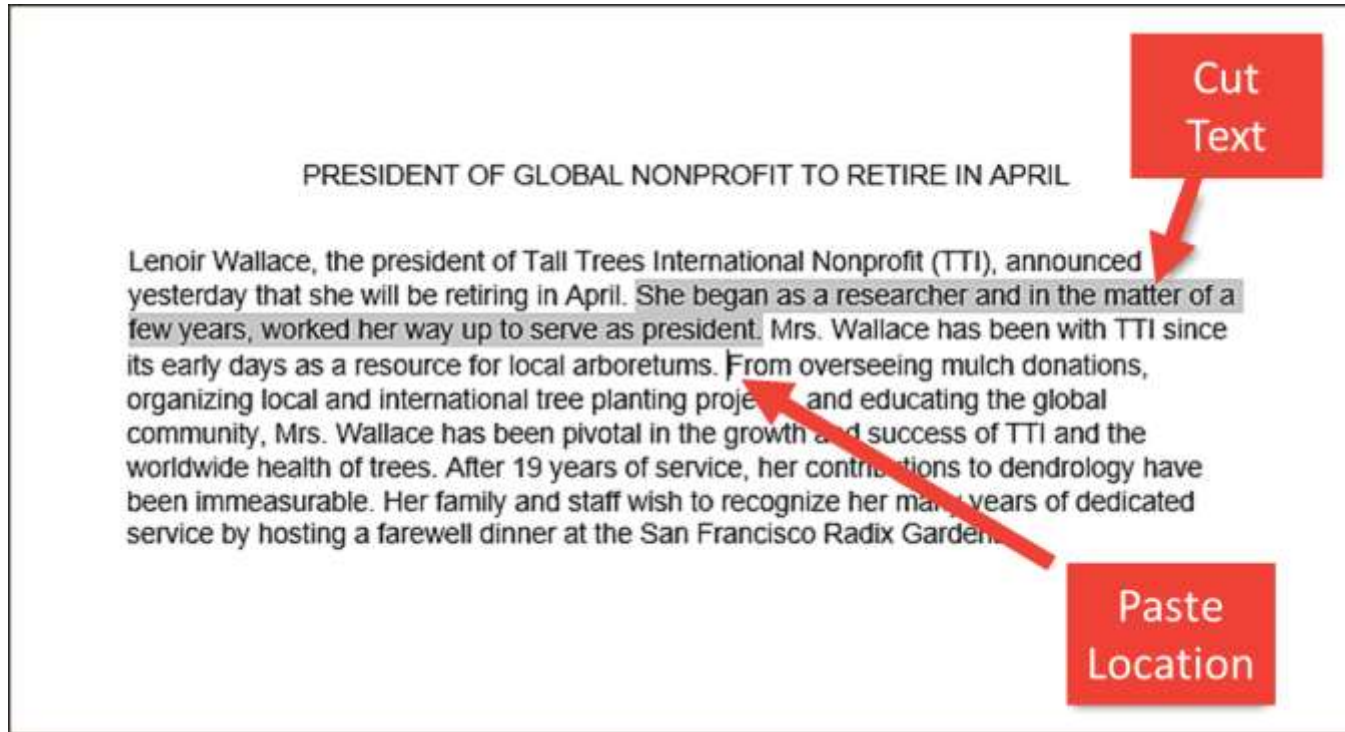 Cut
Text
PRESIDENT OF GLOBAL NONPROFIT TO RETIRE IN APRIL
Lenoir Wallace, the president of Tall Trees International Nonprofit (TTI), announced
yesterday that she will be retiring in April. She began as a researcher and in the matter of a
few years, worked her way up to serve as president. Mrs. Wallace has been with TTI since
its early days as a resource for local arboretums. From overseeing mulch donations,
organizing local and international tree planting and educating the global
community, Mrs. Wallace has been pivotal in the growth and success of TTI and the
worldwide health of trees. After 19 years of service, her contributions to dendrology have
been immeasurable. Her family and staff wish to recognize her many years of dedicated
service by hosting a farewell dinner at the San Francisco Radix
Paste
Location